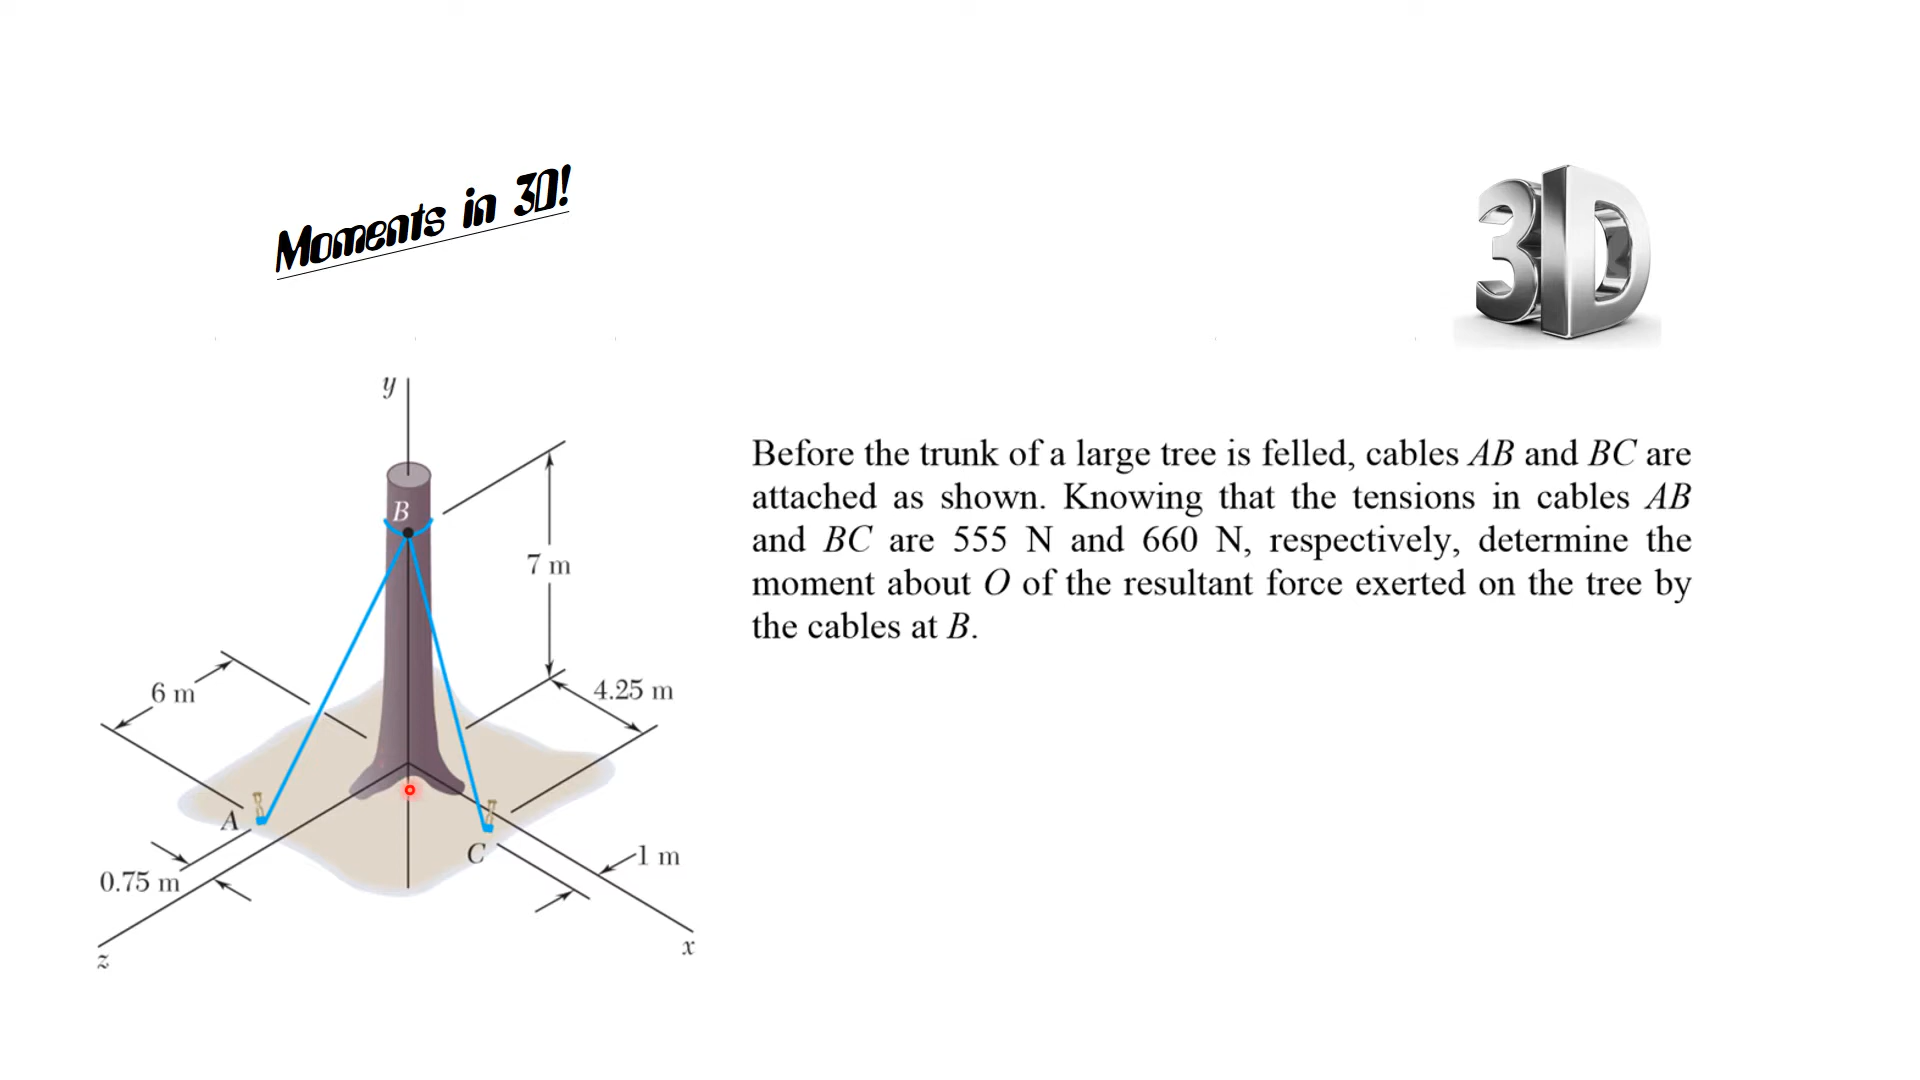 Moments in 3D!
3D
y
B
7 m
6 m
4.25 m
A
C
1 m
0.75 m
z
x
Before the trunk of a large tree is felled, cables AB and BC are
attached as shown. Knowing that the tensions in cables AB
and BC are 555 N and 660 N, respectively, determine the
moment about O of the resultant force exerted on the tree by
the cables at B.